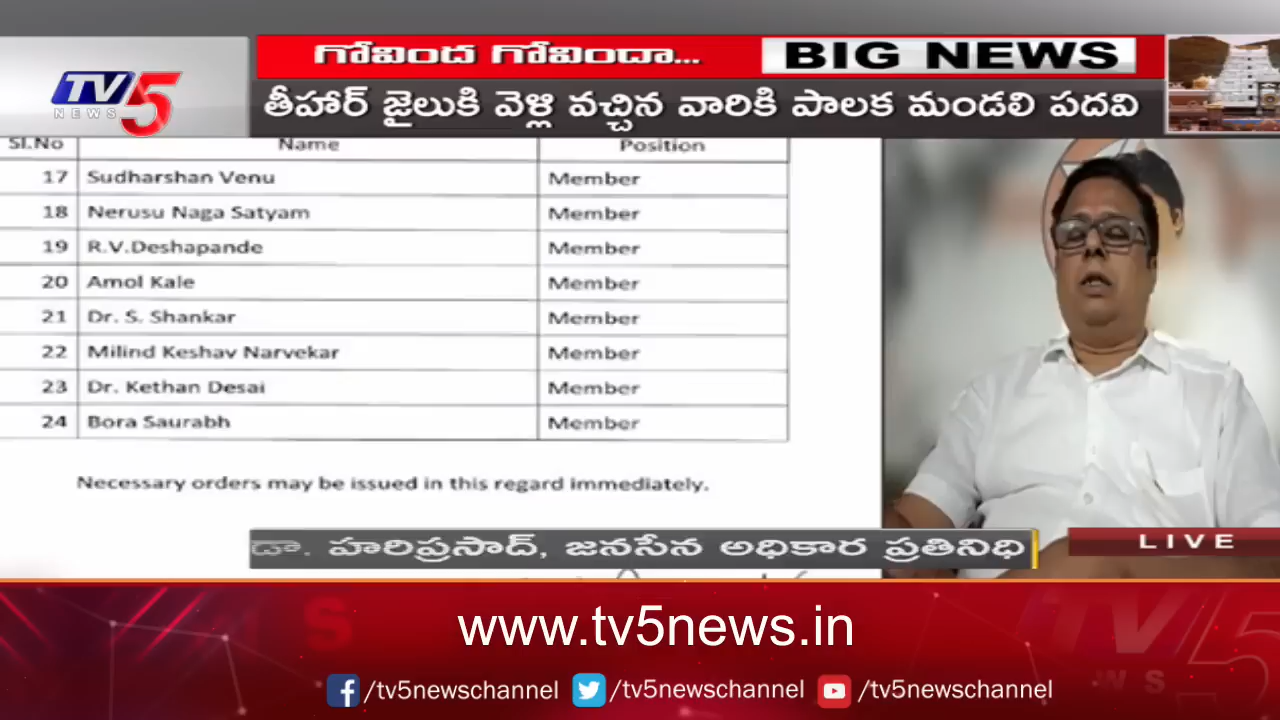 గోవింద గోవిందా...
BIG NEWS
TV5
NEWS
తీహార్ జైలుకి వెళ్లి వచ్చిన వారికి పాలక మండలి పదవి
Sl.No Name Position
17 Sudharshan Venu Member
18 Nerusu Naga Satyam Member
19 R.V.Deshapande Member
20 Amol Kale Member
21 Dr. S. Shankar Member
22 Milind Keshav Narvekar Member
23 Dr. Kethan Desai Member
24 Bora Saurabh Member
Necessary orders may be issued in this regard immediately.
డా. హరిప్రసాద్, జనసేన అధికార ప్రతినిధి
LIVE
www.tv5news.in
/tv5newschannel /tv5newschannel /tv5newschannel